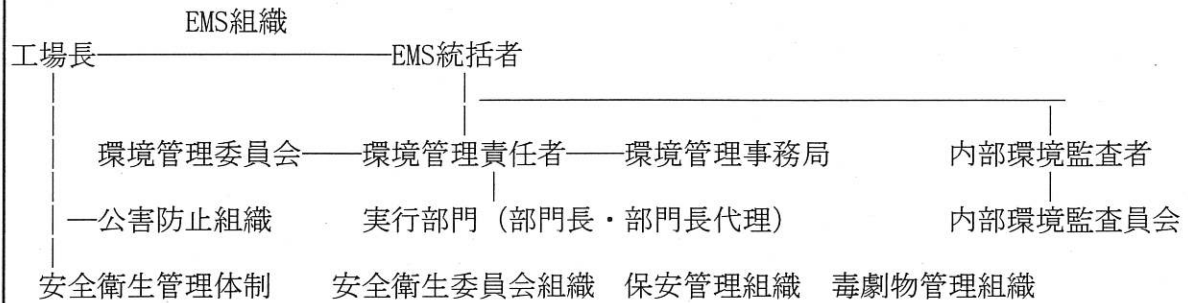 EMS組織
工場長 EMS統括者
環境管理委員会 環境管理責任者 環境管理事務局 内部環境監査者
公害防止組織 実行部門（部門長・部門長代理） 内部環境監査員会
安全衛生管理体制 安全衛生委員会組織 保安管理組織 毒劇物管理組織